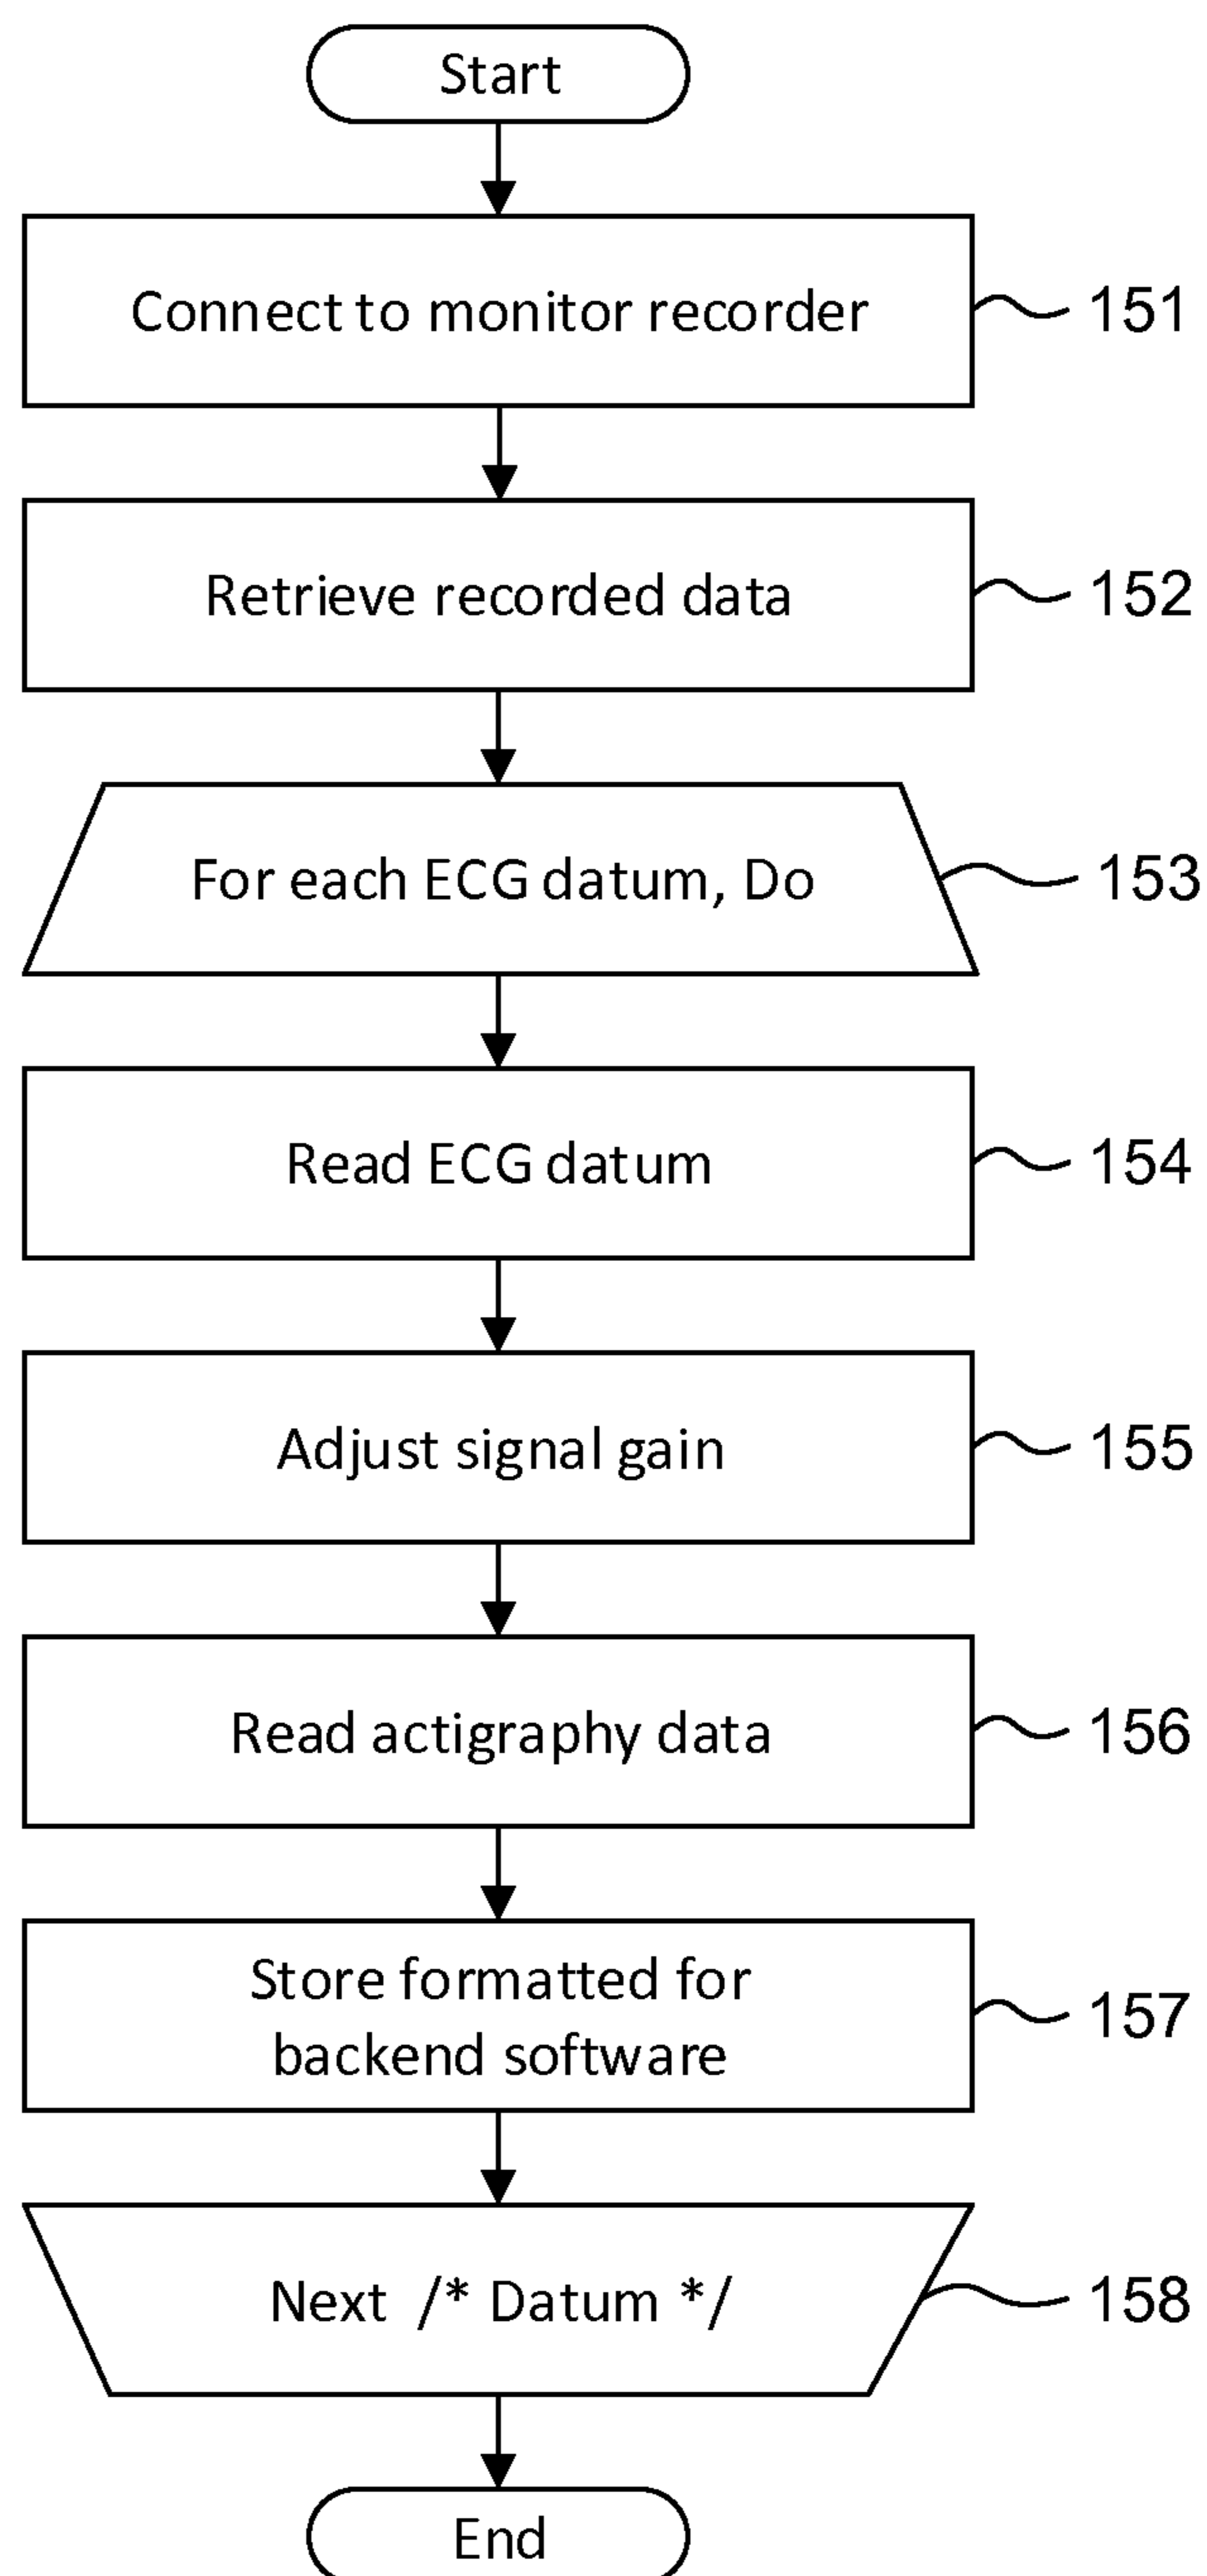 Start
Connect to monitor recorder
151
Retrieve recorded data
152
For each ECG datum, Do
153
Read ECG datum
154
Adjust signal gain
155
Read actigraphy data
156
Store formatted for
backend software
157
Next /* Datum */
158
End